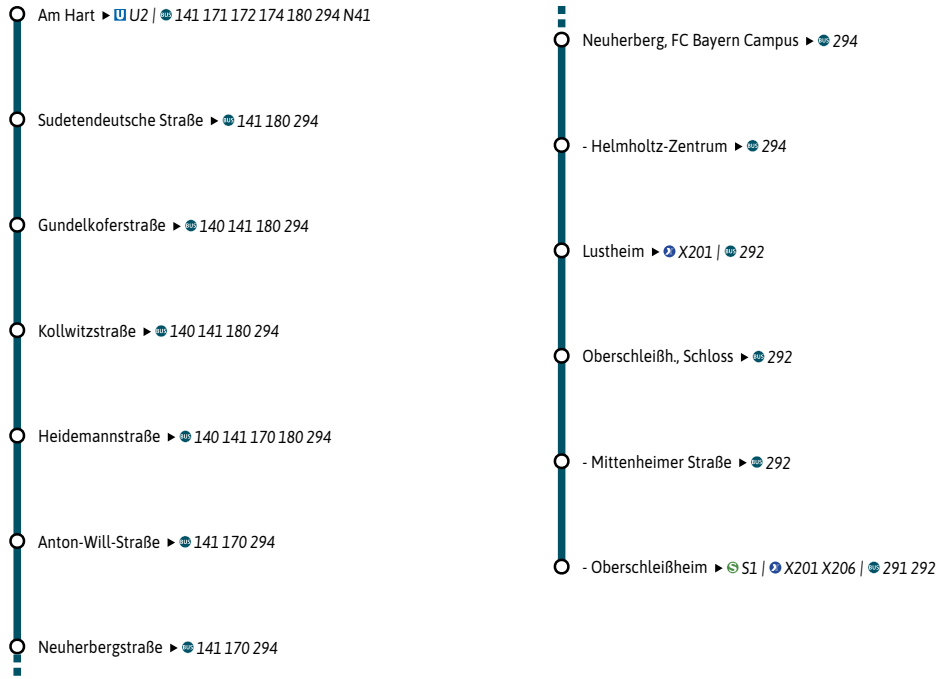 Am Hart ▸ U U2 | BUS 141 171 172 174 180 294 N41
Sudetendeutsche Straße ▸ BUS 141 180 294
Gundelkoferstraße ▸ BUS 140 141 180 294
Kollwitzstraße ▸ BUS 140 141 180 294
Heidemannstraße ▸ BUS 140 141 170 180 294
Anton-Will-Straße ▸ BUS 141 170 294
Neuherbergstraße ▸ BUS 141 170 294
Neuherberg, FC Bayern Campus ▸ BUS 294
- Helmholtz-Zentrum ▸ BUS 294
Lustheim ▸ X X201 | BUS 292
Oberschleißh., Schloss ▸ BUS 292
- Mittenheimer Straße ▸ BUS 292
- Oberschleißheim ▸ S S1 | X X201 X206 | BUS 291 292